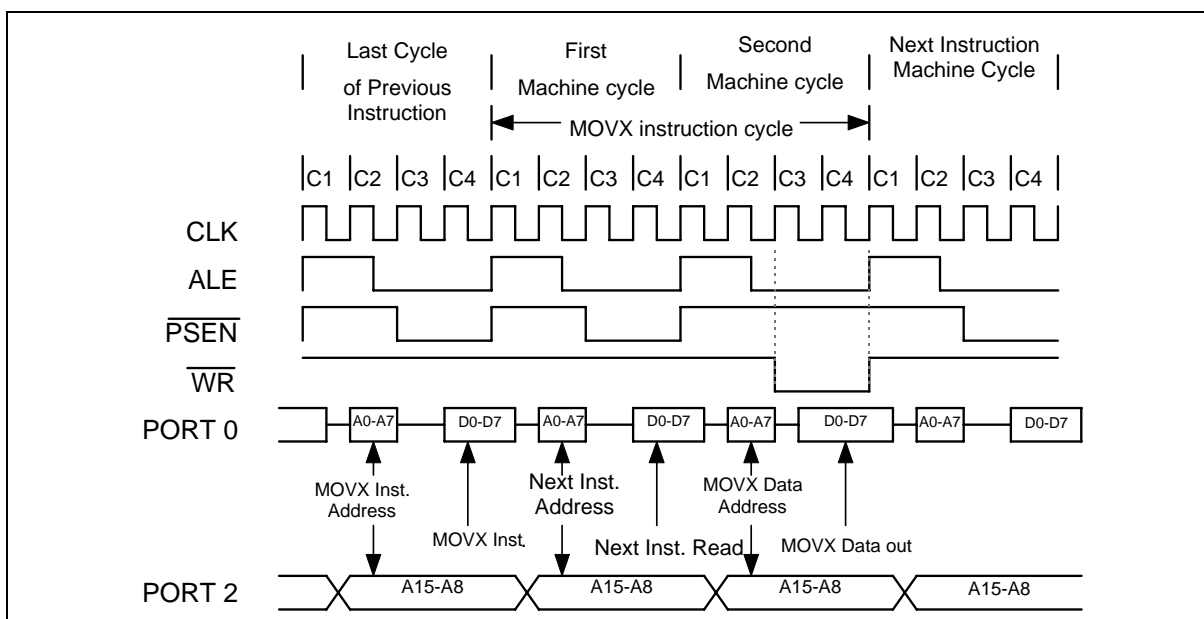 Last Cycle
of Previous
Instruction
First
Machine cycle
Second
Machine cycle
Next Instruction
Machine Cycle
MOVX instruction cycle
C1 C2 C3 C4 C1 C2 C3 C4 C1 C2 C3 C4 C1 C2 C3 C4
CLK
ALE
PSEN
WR
PORT 0
A0-A7 D0-D7 A0-A7 D0-D7 A0-A7 D0-D7 A0-A7 D0-D7
MOVX Inst.
Address
MOVX Inst.
Next Inst.
Address
Next Inst. Read
MOVX Data
Address
MOVX Data out
PORT 2
A15-A8 A15-A8 A15-A8 A15-A8